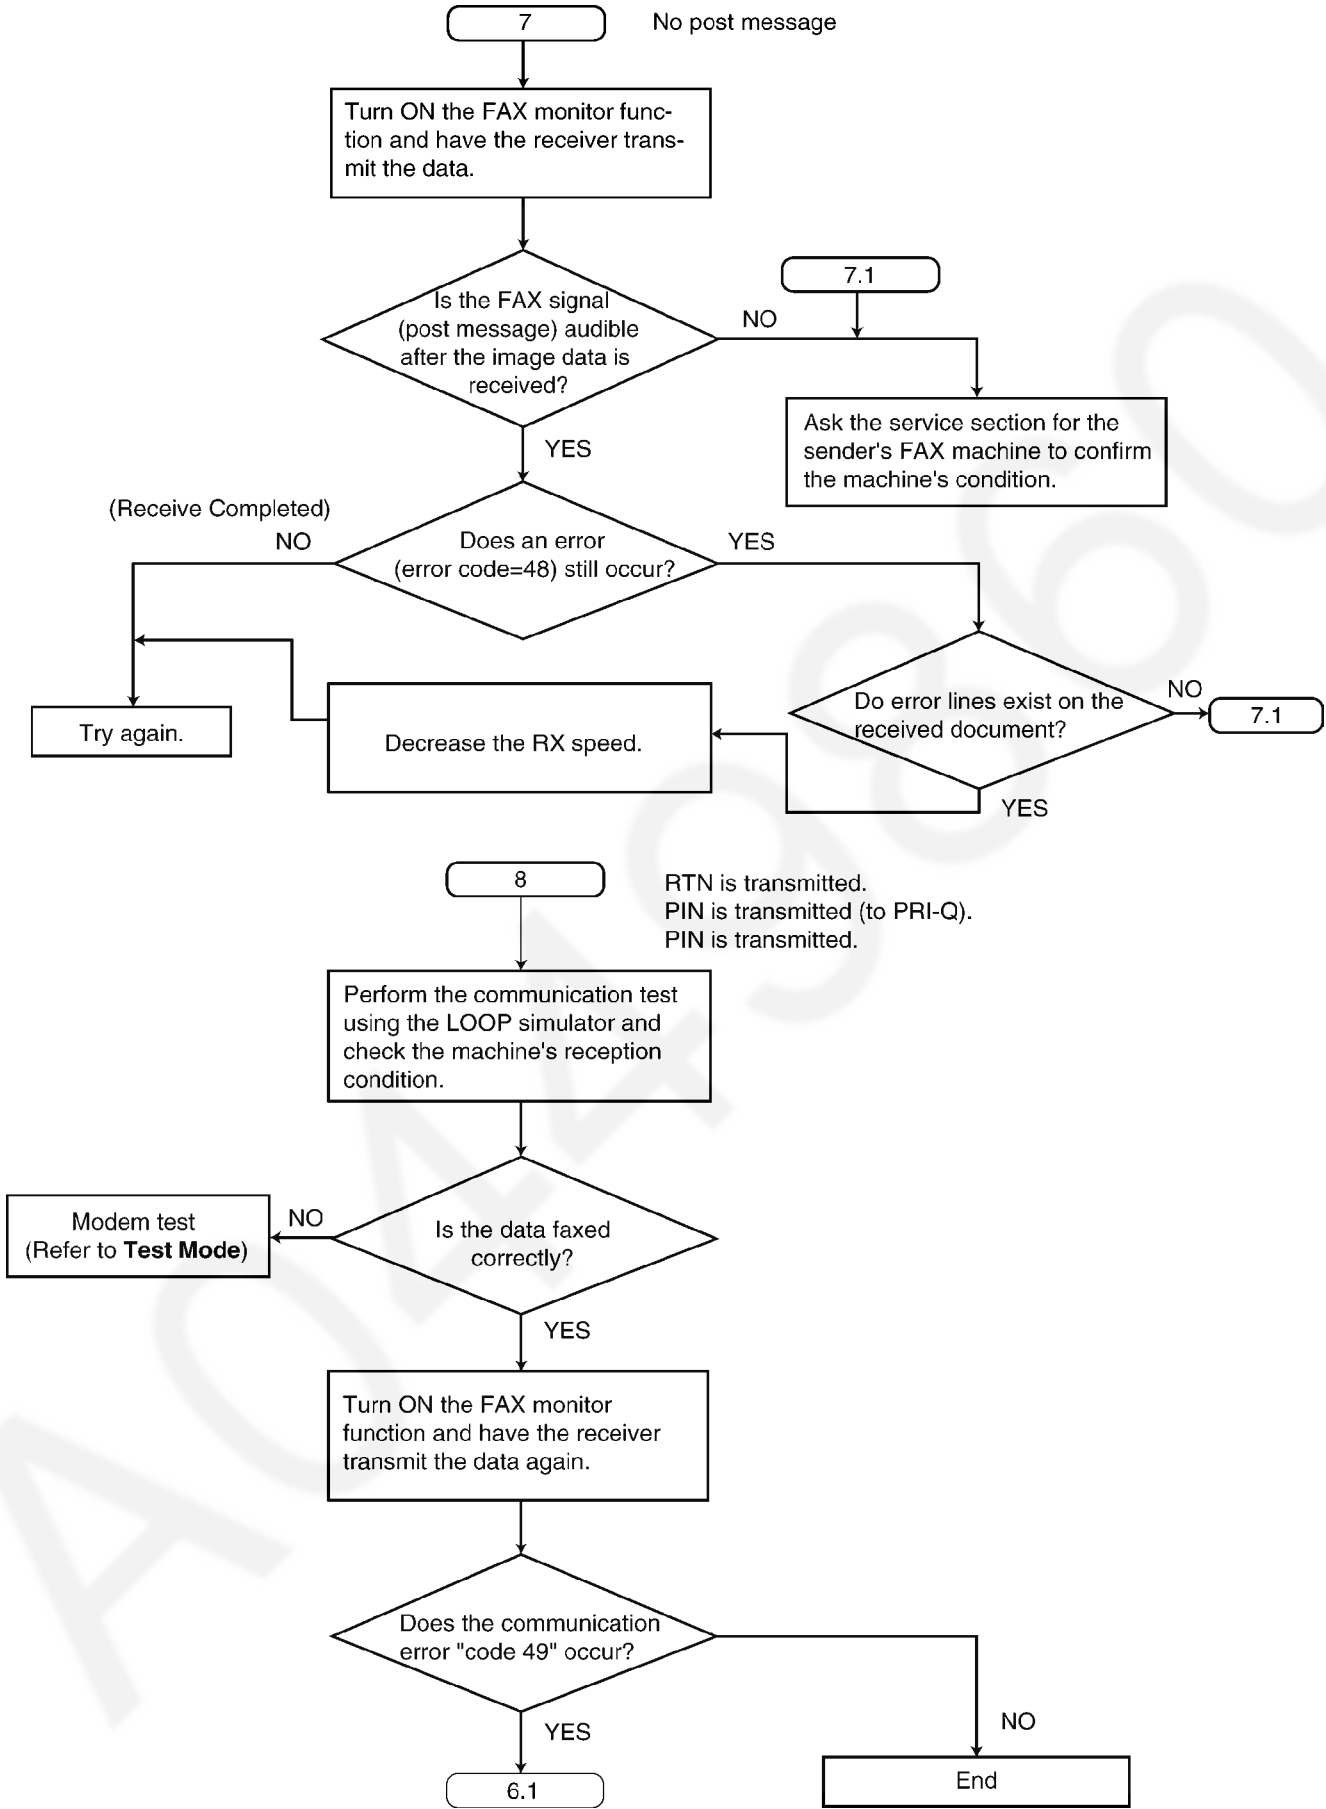 7
No post message
Turn ON the FAX monitor func-
tion and have the receiver trans-
mit the data.
Is the FAX signal
(post message) audible
after the image data is
received?
NO
7.1
Ask the service section for the
sender's FAX machine to confirm
the machine's condition.
YES
(Receive Completed)
NO
Does an error
(error code=48) still occur?
YES
Do error lines exist on the
received document?
NO
7.1
YES
Decrease the RX speed.
Try again.
8
RTN is transmitted.
PIN is transmitted (to PRI-Q).
PIN is transmitted.
Perform the communication test
using the LOOP simulator and
check the machine's reception
condition.
Is the data faxed
correctly?
NO
Modem test
(Refer to Test Mode)
YES
Turn ON the FAX monitor
function and have the receiver
transmit the data again.
Does the communication
error "code 49" occur?
YES
6.1
NO
End
A0449860